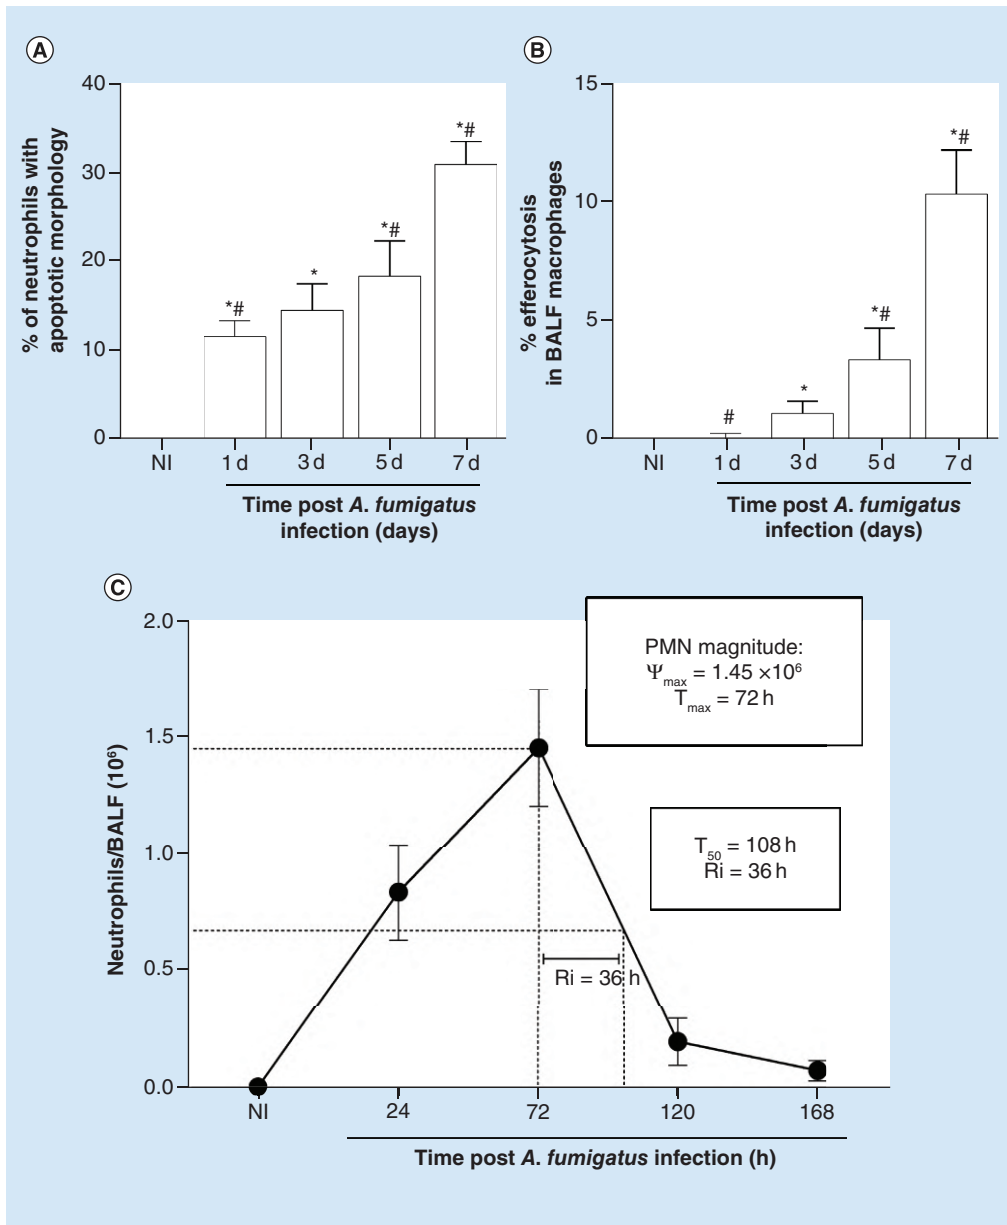 A
% of neutrophils with
apoptotic morphology
40
30
20
10
0
*#
*
*#
*#
NI
1 d
3 d
5 d
7 d
Time post A. fumigatus
infection (days)
B
% efferocytosis
in BALF macrophages
15
10
5
0
#
*
*#
*#
NI
1 d
3 d
5 d
7 d
Time post A. fumigatus
infection (days)
C
Neutrophils/BALF (10⁶)
2.0
1.5
1.0
0.5
0.0
PMN magnitude:
Ψmax = 1.45 ×10⁶
Tmax = 72 h
T50 = 108 h
Ri = 36 h
Ri = 36 h
NI
24
72
120
168
Time post A. fumigatus infection (h)